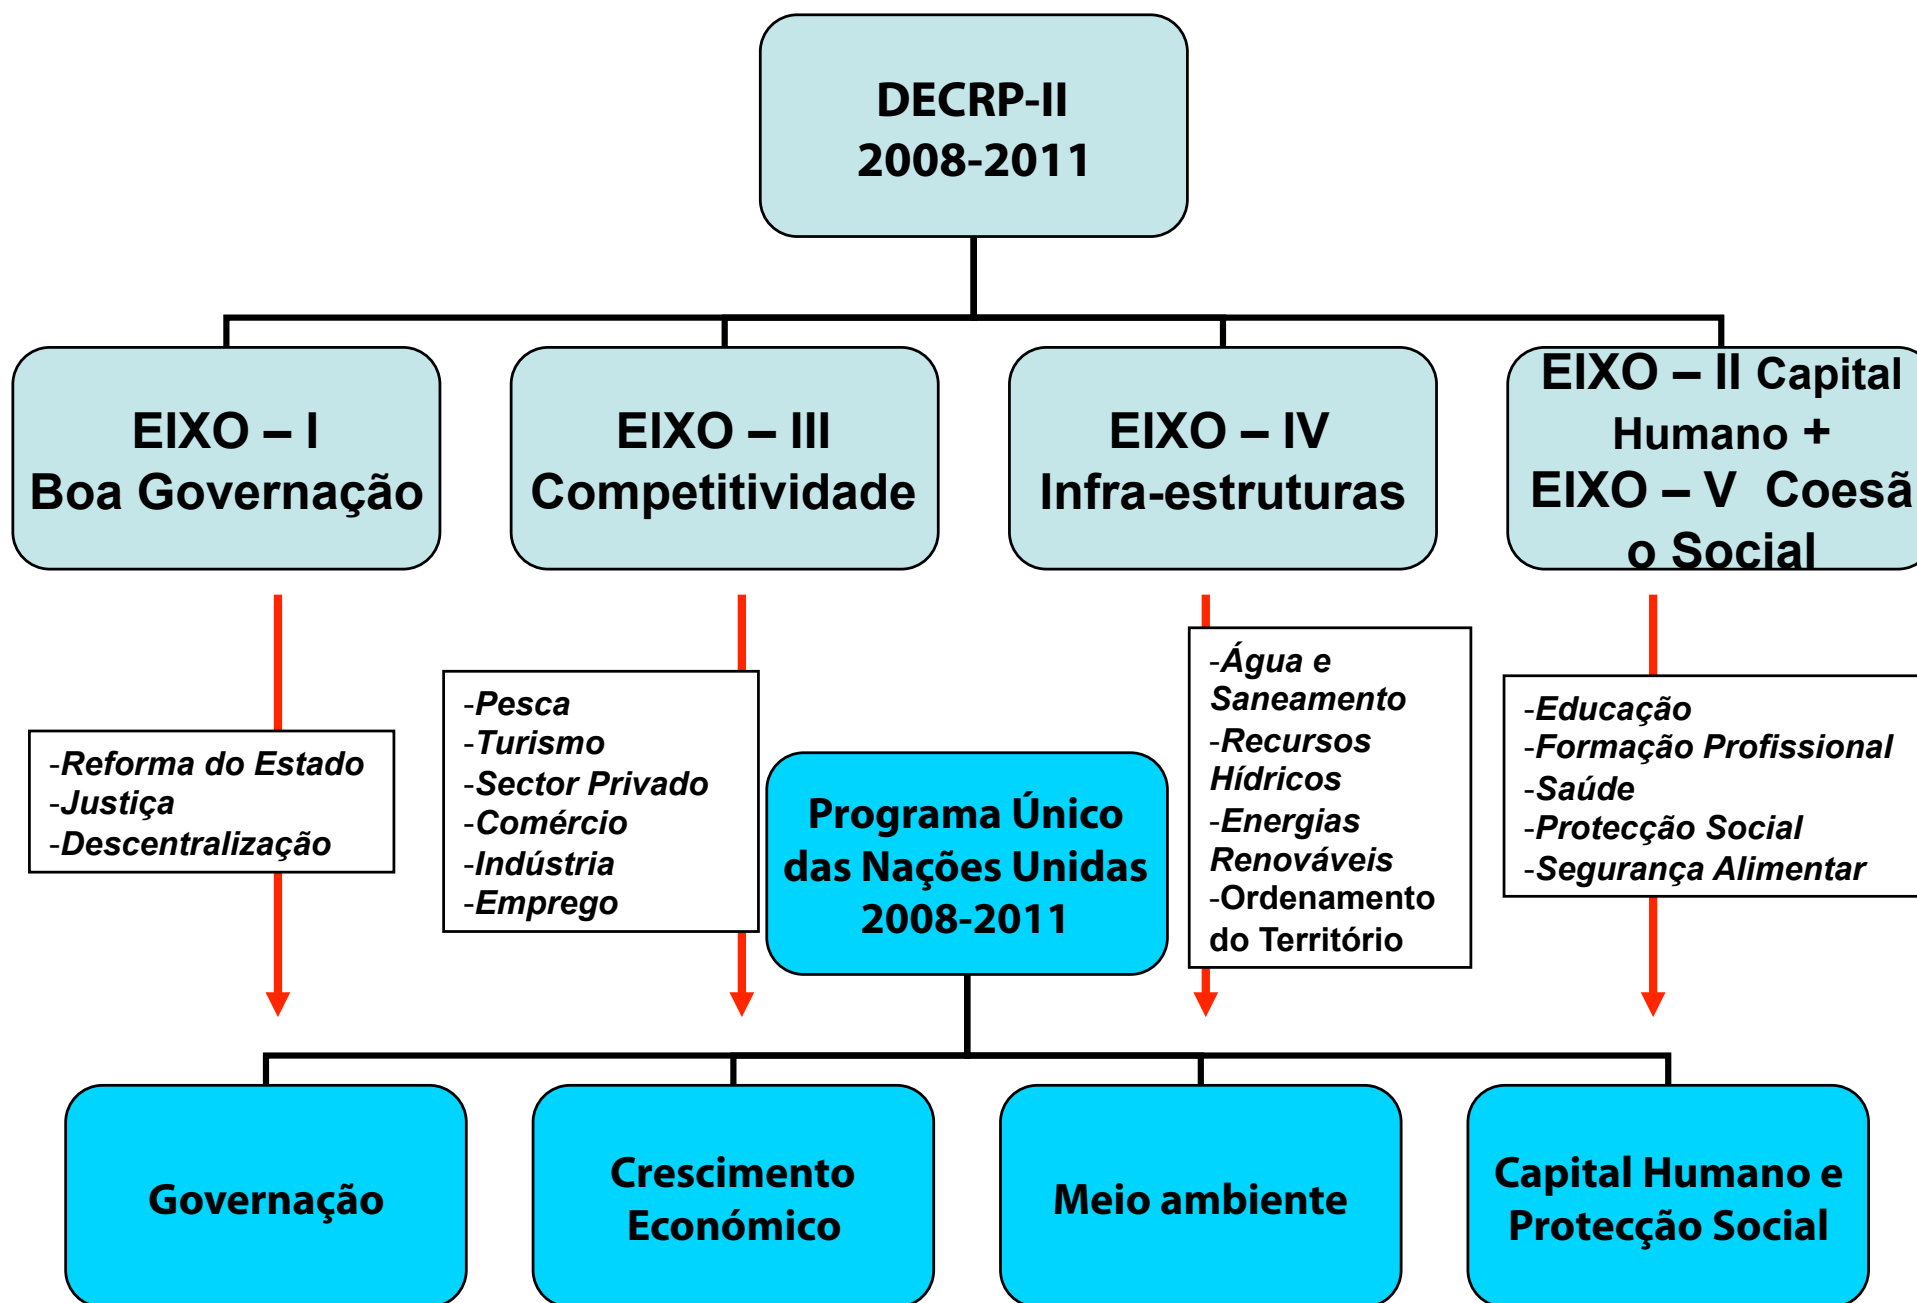 DECRP-II
2008-2011
EIXO – I
Boa Governação
EIXO – III
Competitividade
EIXO – IV
Infra-estruturas
EIXO – II Capital
Humano +
EIXO – V  Coesã
o Social
-Reforma do Estado
-Justiça
-Descentralização
-Pesca
-Turismo
-Sector Privado
-Comércio
-Indústria
-Emprego
Programa Único
das Nações Unidas
2008-2011
-Água e
Saneamento
-Recursos
Hídricos
-Energias
Renováveis
-Ordenamento
do Território
-Educação
-Formação Profissional
-Saúde
-Protecção Social
-Segurança Alimentar
Governação
Crescimento
Económico
Meio ambiente
Capital Humano e
Protecção Social